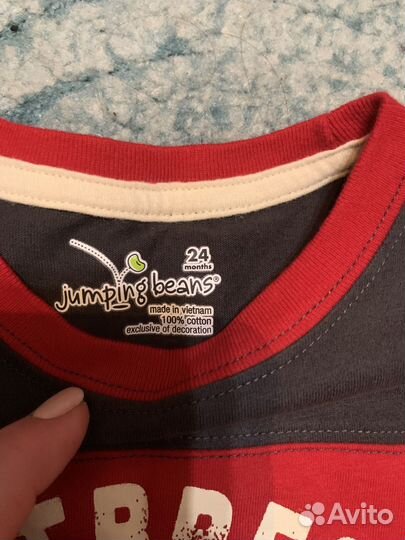 24
months
jumping beans®
made in vietnam
100% cotton
exclusive of decoration
Avito